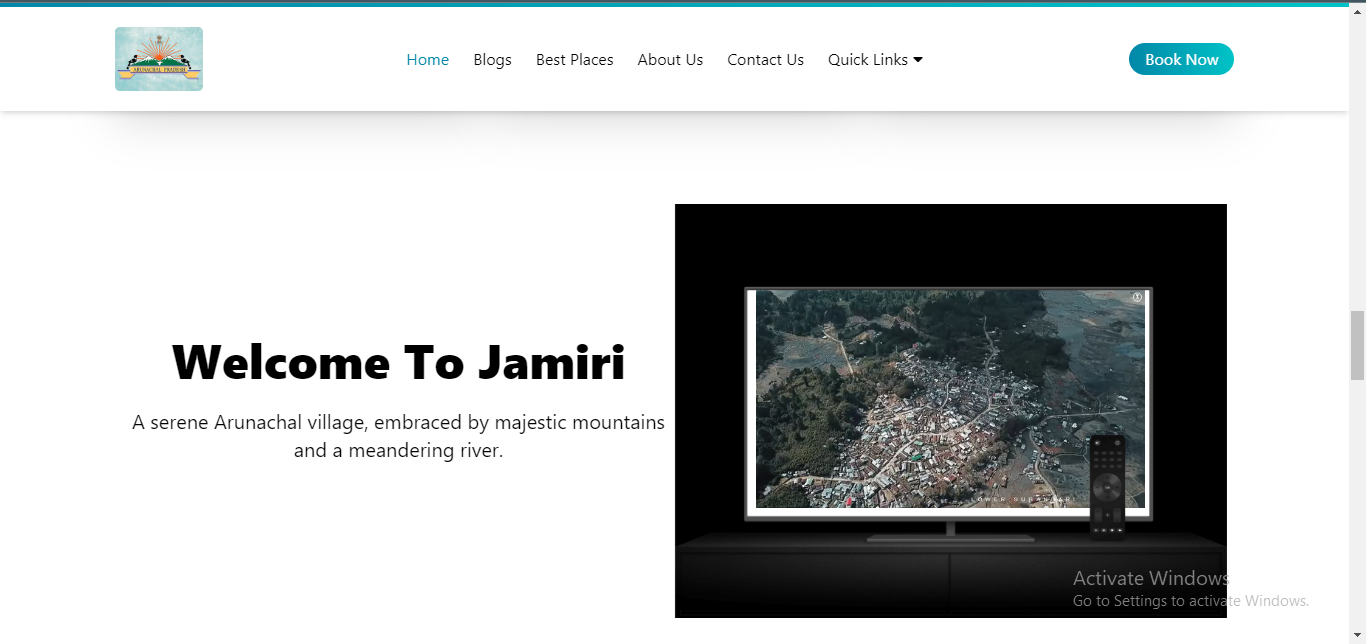 ARUNACHAL PRADESH
Home
Blogs
Best Places
About Us
Contact Us
Quick Links
Book Now
Welcome To Jamiri
A serene Arunachal village, embraced by majestic mountains
and a meandering river.
LOWER SUBANSIRI
Activate Windows
Go to Settings to activate Windows.